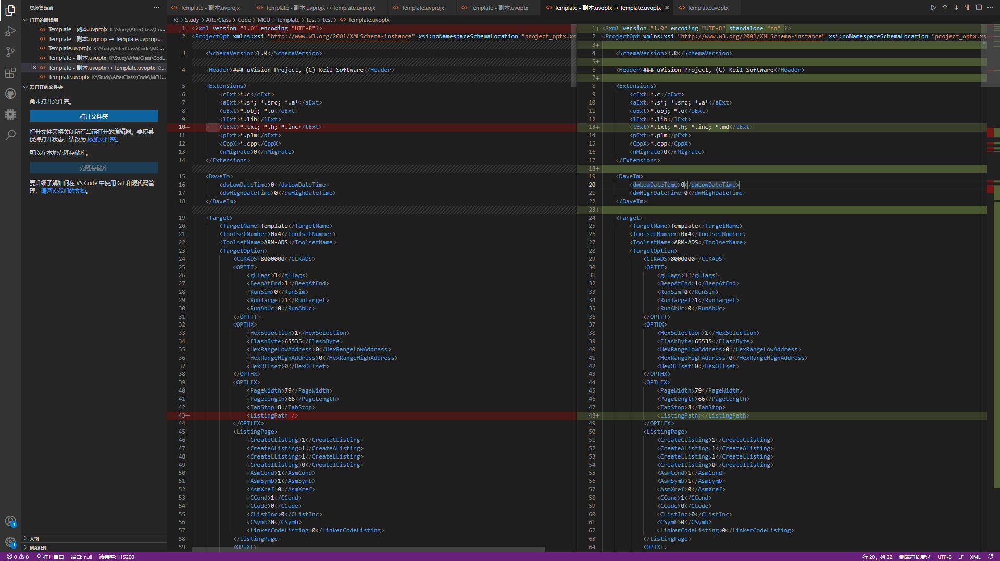 资源管理器
打开的编辑器
Template - 副本.uvprojx K:\Study\AfterClass\Co...
Template - 副本.uvprojx ↔ Template.uvprojx...
Template.uvprojx K:\Study\AfterClass\Code\MC...
Template - 副本.uvoptx K:\Study\AfterClass\Cod...
Template - 副本.uvoptx ↔ Template.uvoptx K:...
Template.uvoptx K:\Study\AfterClass\Code\MCU...
无打开的文件夹
尚未打开文件夹。
打开文件夹
打开文件夹将关闭所有当前打开的编辑器。要使其
保持打开状态，请改为 添加文件夹。
可以在本地克隆存储库。
克隆存储库
要详细了解如何在 VS Code 中使用 Git 和源代码管
理，请阅读我们的文档。
大纲
MAVEN
Template - 副本.uvprojx
Template - 副本.uvprojx ↔ Template.uvprojx
Template.uvprojx
Template - 副本.uvoptx
Template - 副本.uvoptx ↔ Template.uvoptx
Template.uvoptx
K: > Study > AfterClass > Code > MCU > Template > test > test > Template.uvoptx
1— <?xml version="1.0" encoding="UTF-8"?>
2 <ProjectOpt xmlns:xsi="http://www.w3.org/2001/XMLSchema-instance" xsi:noNamespaceSchemaLocation="project_optx.xs
3 <SchemaVersion>1.0</SchemaVersion>
4 <Header>### uVision Project, (C) Keil Software</Header>
5 <Extensions>
6 <cExt>*.c</cExt>
7 <aExt>*.s*; *.src; *.a*</aExt>
8 <oExt>*.obj; *.o</oExt>
9 <lExt>*.lib</lExt>
10— <tExt>*.txt; *.h; *.inc</tExt>
11 <pExt>*.plm</pExt>
12 <CppX>*.cpp</CppX>
13 <nMigrate>0</nMigrate>
14 </Extensions>
15 <DaveTm>
16 <dwLowDateTime>0</dwLowDateTime>
17 <dwHighDateTime>0</dwHighDateTime>
18 </DaveTm>
19 <Target>
20 <TargetName>Template</TargetName>
21 <ToolsetNumber>0x4</ToolsetNumber>
22 <ToolsetName>ARM-ADS</ToolsetName>
23 <TargetOption>
24 <CLKADS>8000000</CLKADS>
25 <OPTTT>
26 <gFlags>1</gFlags>
27 <BeepAtEnd>1</BeepAtEnd>
28 <RunSim>0</RunSim>
29 <RunTarget>1</RunTarget>
30 <RunAbUc>0</RunAbUc>
31 </OPTTT>
32 <OPTHX>
33 <HexSelection>1</HexSelection>
34 <FlashByte>65535</FlashByte>
35 <HexRangeLowAddress>0</HexRangeLowAddress>
36 <HexRangeHighAddress>0</HexRangeHighAddress>
37 <HexOffset>0</HexOffset>
38 </OPTHX>
39 <OPTLEX>
40 <PageWidth>79</PageWidth>
41 <PageLength>66</PageLength>
42 <TabStop>8</TabStop>
43— <ListingPath />
44 </OPTLEX>
45 <ListingPage>
46 <CreateCListing>1</CreateCListing>
47 <CreateAListing>1</CreateAListing>
48 <CreateLListing>1</CreateLListing>
49 <CreateIListing>0</CreateIListing>
50 <AsmCond>1</AsmCond>
51 <AsmSymb>1</AsmSymb>
52 <AsmXref>0</AsmXref>
53 <CCond>1</CCond>
54 <CCode>0</CCode>
55 <CListInc>0</CListInc>
56 <CSymb>0</CSymb>
57 <LinkerCodeListing>0</LinkerCodeListing>
58 </ListingPage>
59 <OPTXL>
1+ <?xml version="1.0" encoding="UTF-8" standalone="no" ?>
2 <ProjectOpt xmlns:xsi="http://www.w3.org/2001/XMLSchema-instance" xsi:noNamespaceSchemaLocation="project_optx.xs
3+
4 <SchemaVersion>1.0</SchemaVersion>
5+
6 <Header>### uVision Project, (C) Keil Software</Header>
7+
8 <Extensions>
9 <cExt>*.c</cExt>
10 <aExt>*.s*; *.src; *.a*</aExt>
11 <oExt>*.obj; *.o</oExt>
12 <lExt>*.lib</lExt>
13+ <tExt>*.txt; *.h; *.inc; *.md</tExt>
14 <pExt>*.plm</pExt>
15 <CppX>*.cpp</CppX>
16 <nMigrate>0</nMigrate>
17 </Extensions>
18+
19 <DaveTm>
20 <dwLowDateTime>0</dwLowDateTime>
21 <dwHighDateTime>0</dwHighDateTime>
22 </DaveTm>
23+
24 <Target>
25 <TargetName>Template</TargetName>
26 <ToolsetNumber>0x4</ToolsetNumber>
27 <ToolsetName>ARM-ADS</ToolsetName>
28 <TargetOption>
29 <CLKADS>8000000</CLKADS>
30 <OPTTT>
31 <gFlags>1</gFlags>
32 <BeepAtEnd>1</BeepAtEnd>
33 <RunSim>0</RunSim>
34 <RunTarget>1</RunTarget>
35 <RunAbUc>0</RunAbUc>
36 </OPTTT>
37 <OPTHX>
38 <HexSelection>1</HexSelection>
39 <FlashByte>65535</FlashByte>
40 <HexRangeLowAddress>0</HexRangeLowAddress>
41 <HexRangeHighAddress>0</HexRangeHighAddress>
42 <HexOffset>0</HexOffset>
43 </OPTHX>
44 <OPTLEX>
45 <PageWidth>79</PageWidth>
46 <PageLength>66</PageLength>
47 <TabStop>8</TabStop>
48+ <ListingPath></ListingPath>
49 </OPTLEX>
50 <ListingPage>
51 <CreateCListing>1</CreateCListing>
52 <CreateAListing>1</CreateAListing>
53 <CreateLListing>1</CreateLListing>
54 <CreateIListing>0</CreateIListing>
55 <AsmCond>1</AsmCond>
56 <AsmSymb>1</AsmSymb>
57 <AsmXref>0</AsmXref>
58 <CCond>1</CCond>
59 <CCode>0</CCode>
60 <CListInc>0</CListInc>
61 <CSymb>0</CSymb>
62 <LinkerCodeListing>0</LinkerCodeListing>
63 </ListingPage>
64 <OPTXL>
1
1
0 0 打开串口 端口: null 波特率: 115200 行 20，列 32 制表符长度: 4 UTF-8 LF XML